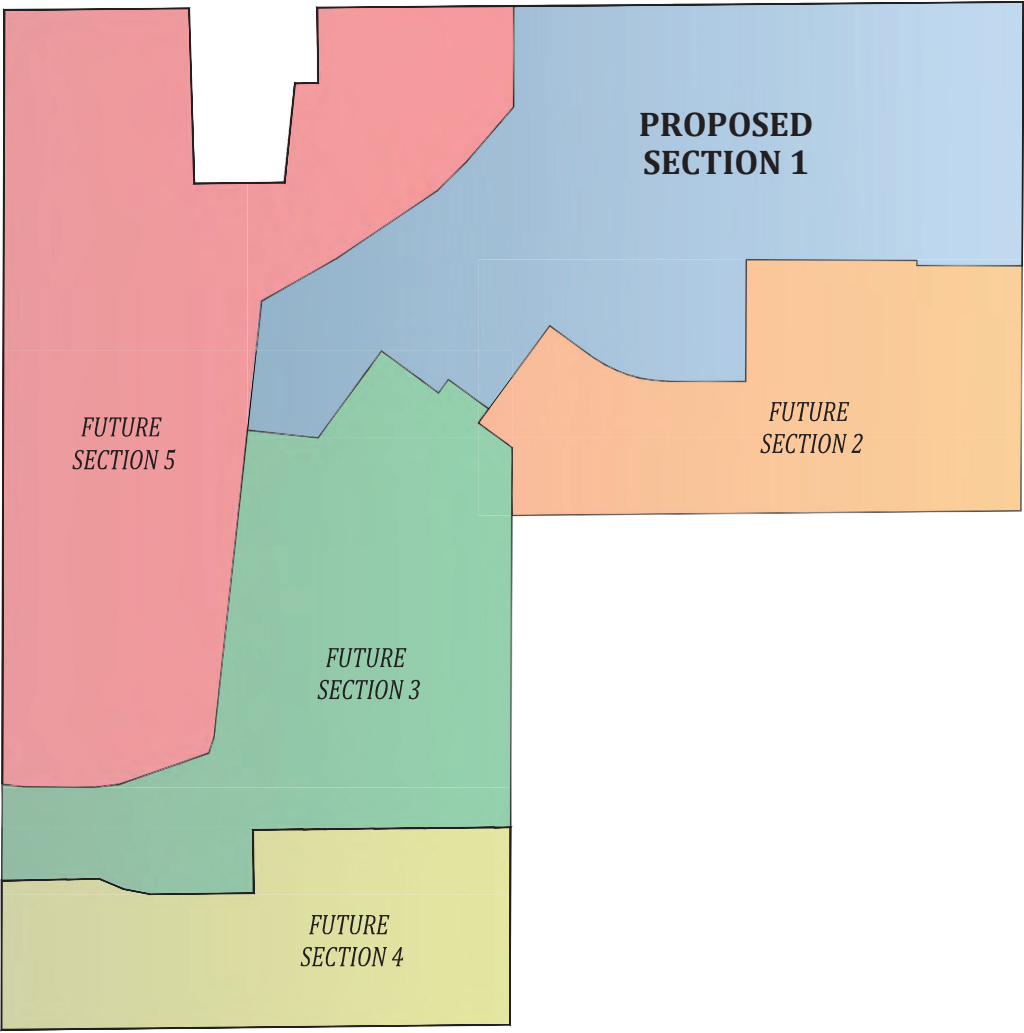 PROPOSED
SECTION 1
FUTURE
SECTION 5
FUTURE
SECTION 2
FUTURE
SECTION 3
FUTURE
SECTION 4